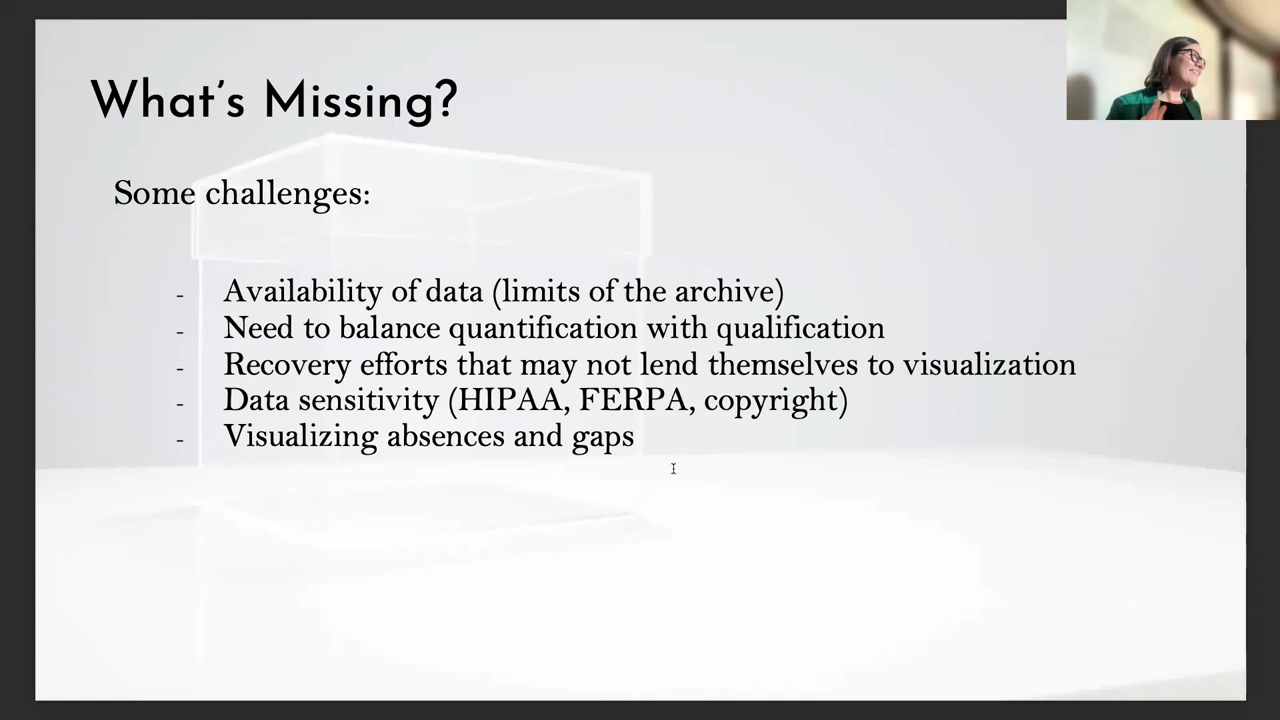 What's Missing?
Some challenges:
- Availability of data (limits of the archive)
- Need to balance quantification with qualification
- Recovery efforts that may not lend themselves to visualization
- Data sensitivity (HIPAA, FERPA, copyright)
- Visualizing absences and gaps